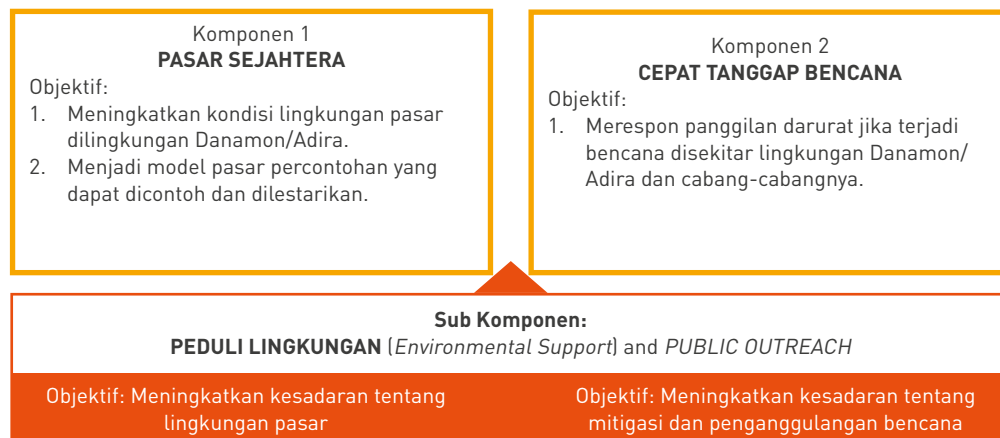 Komponen 1
PASAR SEJAHTERA
Objektif:
1. Meningkatkan kondisi lingkungan pasar
dilingkungan Danamon/Adira.
2. Menjadi model pasar percontohan yang
dapat dicontoh dan dilestarikan.
Komponen 2
CEPAT TANGGAP BENCANA
Objektif:
1. Merespon panggilan darurat jika terjadi
bencana disekitar lingkungan Danamon/
Adira dan cabang-cabangnya.
Sub Komponen:
PEDULI LINGKUNGAN (Environmental Support) and PUBLIC OUTREACH
Objektif: Meningkatkan kesadaran tentang
lingkungan pasar
Objektif: Meningkatkan kesadaran tentang
mitigasi dan penganggulangan bencana